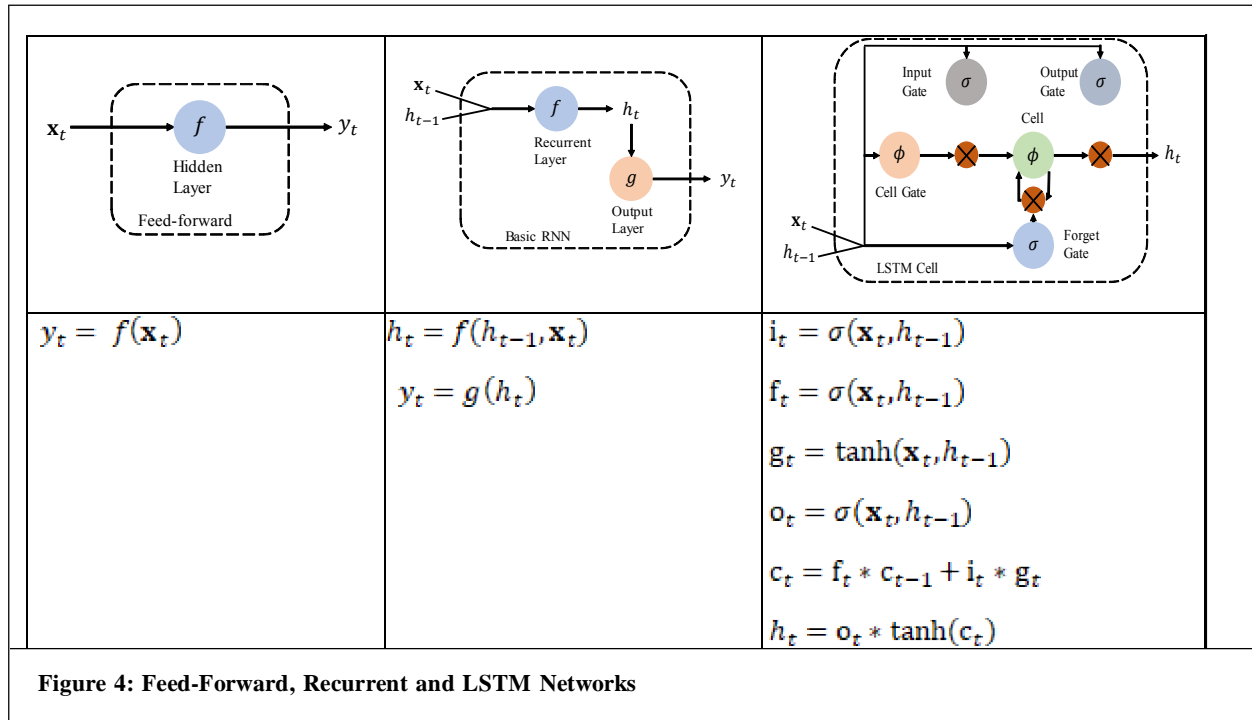 x_t
f
y_t
Hidden
Layer
Feed-forward
x_t
h_{t−1}
f
h_t
Recurrent
Layer
g
y_t
Output
Layer
Basic RNN
Input
Gate
σ
Output
Gate
σ
Cell
ϕ
ϕ
h_t
Cell Gate
x_t
h_{t−1}
σ
Forget
Gate
LSTM Cell
y_t = f(x_t)
h_t = f(h_{t−1}, x_t)
y_t = g(h_t)
i_t = σ(x_t, h_{t−1})
f_t = σ(x_t, h_{t−1})
g_t = tanh(x_t, h_{t−1})
o_t = σ(x_t, h_{t−1})
c_t = f_t * c_{t−1} + i_t * g_t
h_t = o_t * tanh(c_t)
Figure 4: Feed-Forward, Recurrent and LSTM Networks